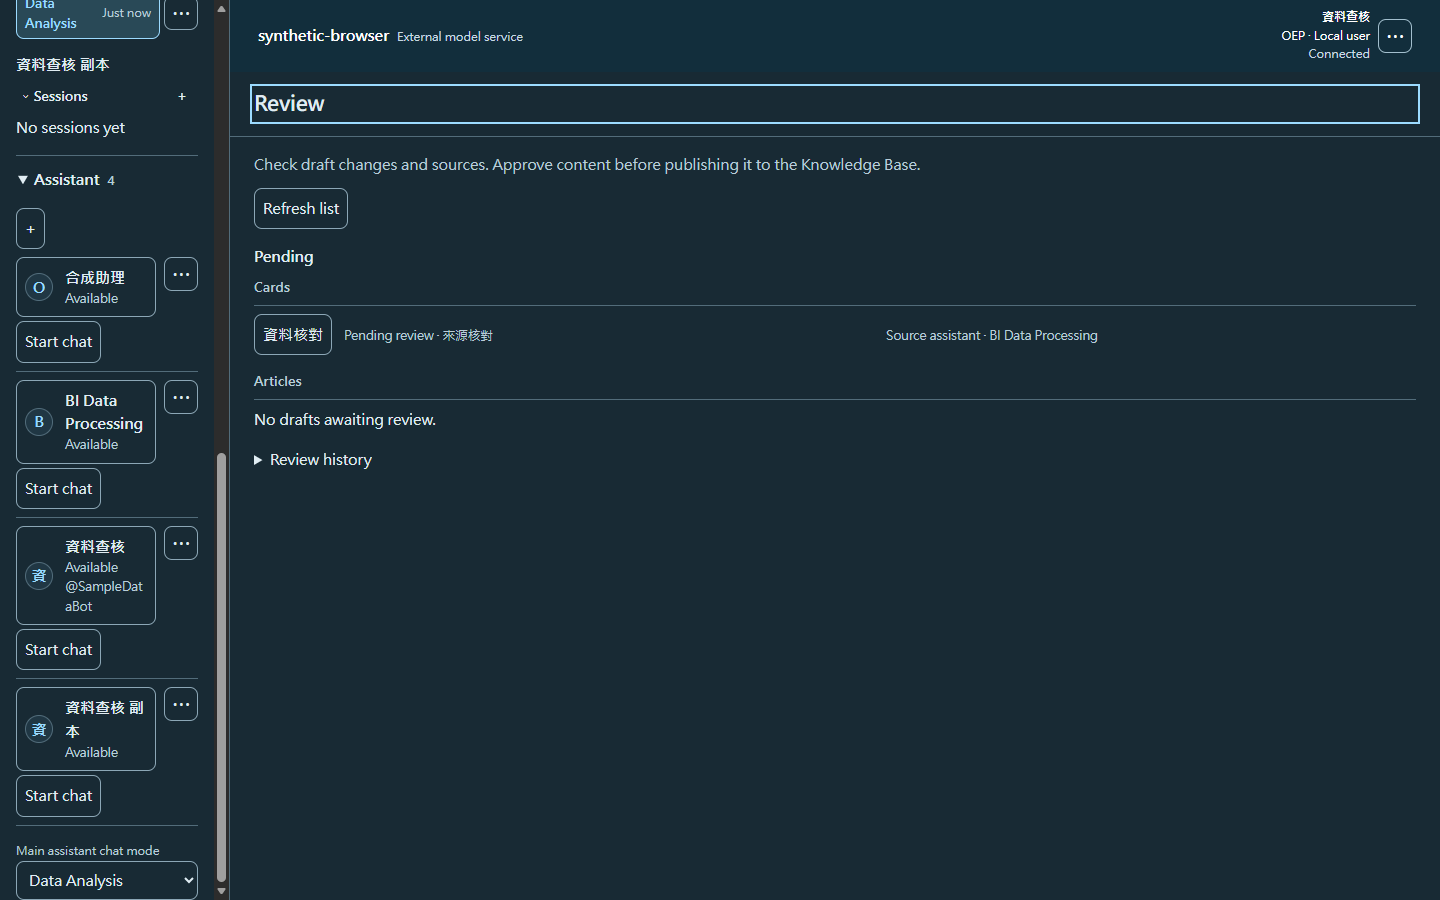 Data
Analysis
Just now
資料查核 副本
Sessions
+
No sessions yet
Assistant 4
+
O
合成助理
Available
Start chat
B
BI Data
Processing
Available
Start chat
資
資料查核
Available
@SampleDat
aBot
Start chat
資
資料查核 副
本
Available
Start chat
Main assistant chat mode
Data Analysis
synthetic-browser External model service
資料查核
OEP · Local user
Connected
Review
Check draft changes and sources. Approve content before publishing it to the Knowledge Base.
Refresh list
Pending
Cards
資料核對 Pending review · 來源核對 Source assistant · BI Data Processing
Articles
No drafts awaiting review.
Review history